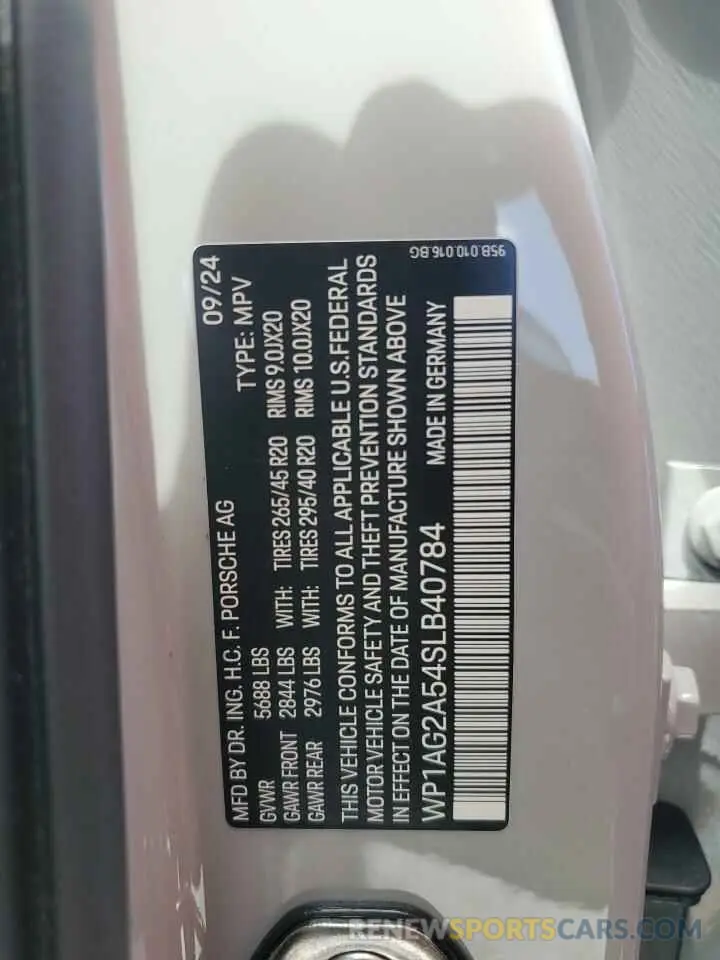 MFD BY DR. ING. H.C. F. PORSCHE AG 09/24
GVWR 5688 LBS TYPE: MPV
GAWR FRONT 2844 LBS WITH: TIRES 265/45 R20 RIMS 9.0JX20
GAWR REAR 2976 LBS WITH: TIRES 295/40 R20 RIMS 10.0JX20
THIS VEHICLE CONFORMS TO ALL APPLICABLE U.S.FEDERAL
MOTOR VEHICLE SAFETY AND THEFT PREVENTION STANDARDS
IN EFFECT ON THE DATE OF MANUFACTURE SHOWN ABOVE
WP1AG2A54SLB40784 MADE IN GERMANY
95B.010.016.BG
RENEWSPORTSCARS.COM